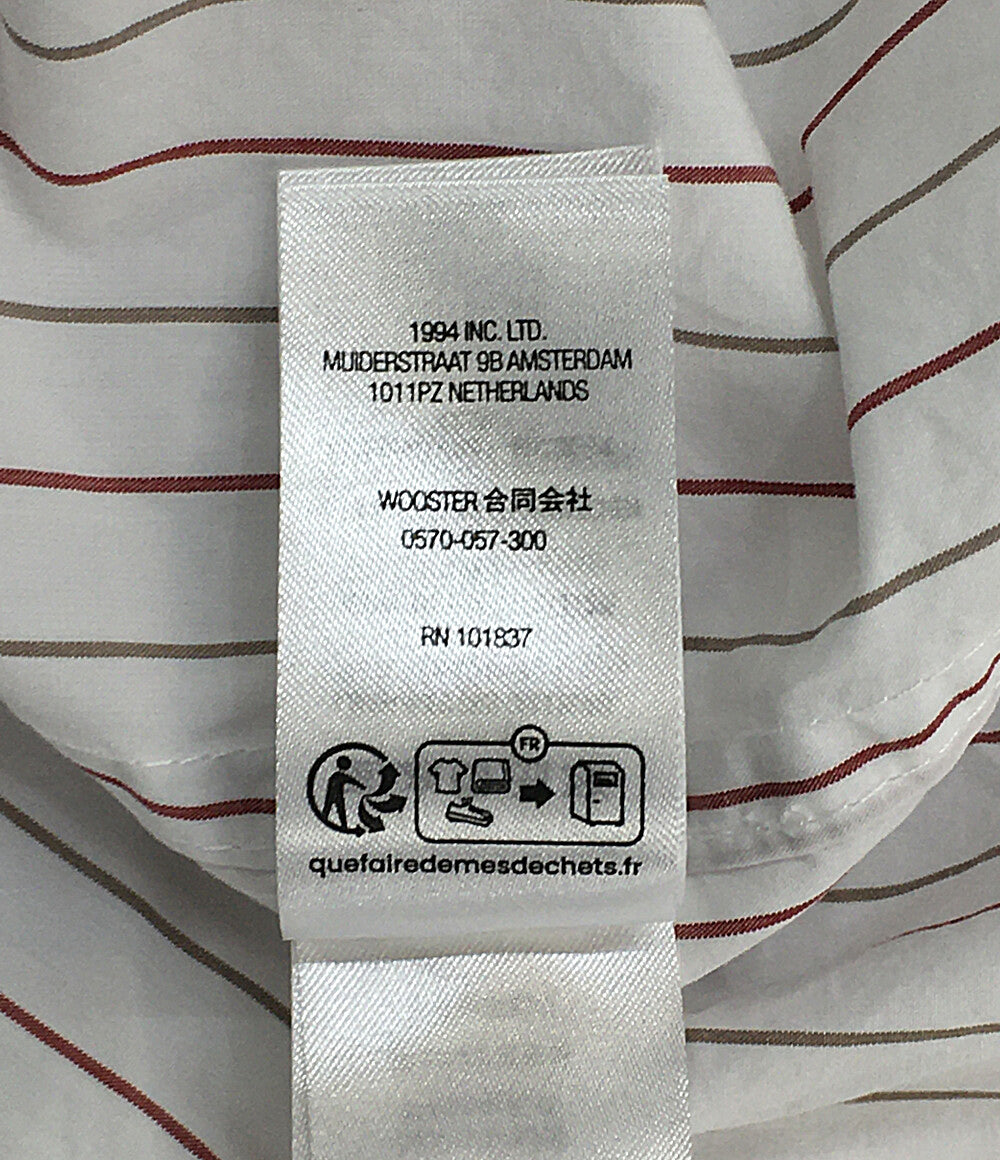 1994 INC. LTD.
MUIDERSTRAAT 9B AMSTERDAM
1011PZ NETHERLANDS
WOOSTER 合同会社
0570-057-300
RN 101837
FR
quefairedemesdechets.fr